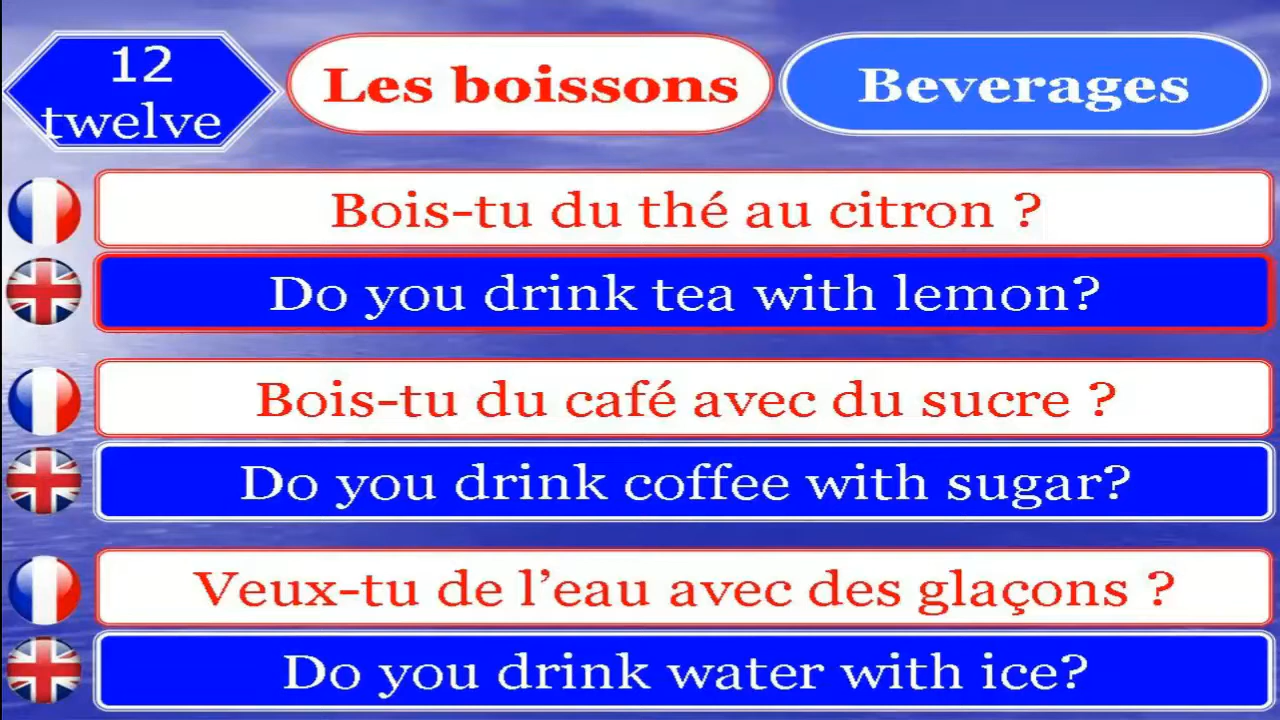 12
twelve
Les boissons
Beverages
Bois-tu du thé au citron ?
Do you drink tea with lemon?
Bois-tu du café avec du sucre ?
Do you drink coffee with sugar?
Veux-tu de l’eau avec des glaçons ?
Do you drink water with ice?